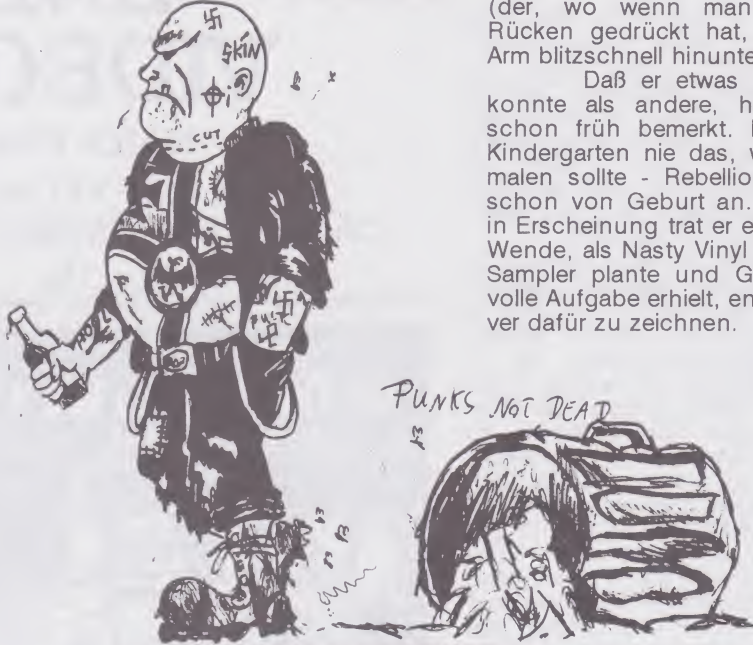 (der, wo wenn man
Rücken gedrückt hat,
Arm blitzschnell hinunte
Daß er etwas
konnte als andere, h
schon früh bemerkt.
Kindergarten nie das, w
malen sollte - Rebellio
schon von Geburt an.
in Erscheinung trat er e
Wende, als Nasty Vinyl
Sampler plante und G
volle Aufgabe erhielt, en
ver dafür zu zeichnen.
SKIN
CUT
PUNKS NOT DEAD